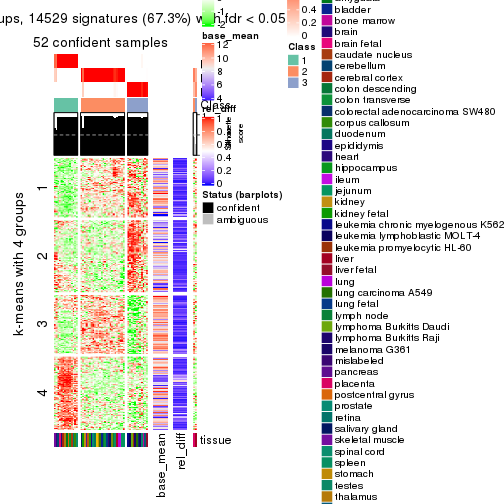 ups, 14529 signatures (67.3%) with fdr < 0.05
52 confident samples
k-means with 4 groups
1
2
3
4
base_mean
rel_diff
tissue
0.4
0.2
0
base_mean
12
10
8
6
4
Class
1
2
3
Class
rel_diff
1
0.8
0.6
0.4
0.2
0
Silhouette
score
Status (barplots)
confident
ambiguous
bladder
bone marrow
brain
brain fetal
caudate nucleus
cerebellum
cerebral cortex
colon descending
colon transverse
colorectal adenocarcinoma SW480
corpus callosum
duodenum
epididymis
heart
hippocampus
ileum
jejunum
kidney
kidney fetal
leukemia chronic myelogenous K562
leukemia lymphoblastic MOLT-4
leukemia promyelocytic HL-60
liver
liver fetal
lung
lung carcinoma A549
lung fetal
lymph node
lymphoma Burkitts Daudi
lymphoma Burkitts Raji
melanoma G361
mislabeled
pancreas
placenta
postcentral gyrus
prostate
retina
salivary gland
skeletal muscle
spinal cord
spleen
stomach
testes
thalamus